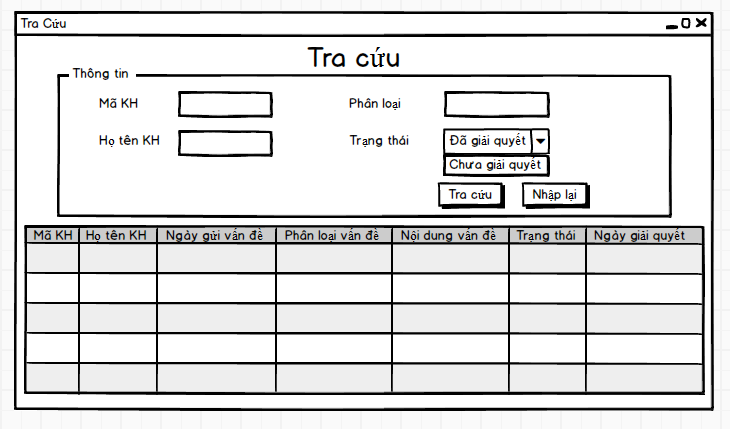 Tra Cứu
Tra cứu
Thông tin
Mã KH
Phân loại
Họ tên KH
Trạng thái
Đã giải quyết
Chưa giải quyết
Tra cứu
Nhập lại
Mã KH Họ tên KH Ngày gửi vấn đề Phân loại vấn đề Nội dung vấn đề Trạng thái Ngày giải quyết